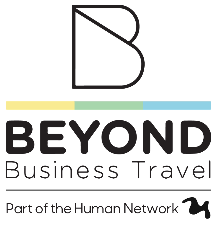 B
BEYOND
Business Travel
Part of the Human Network